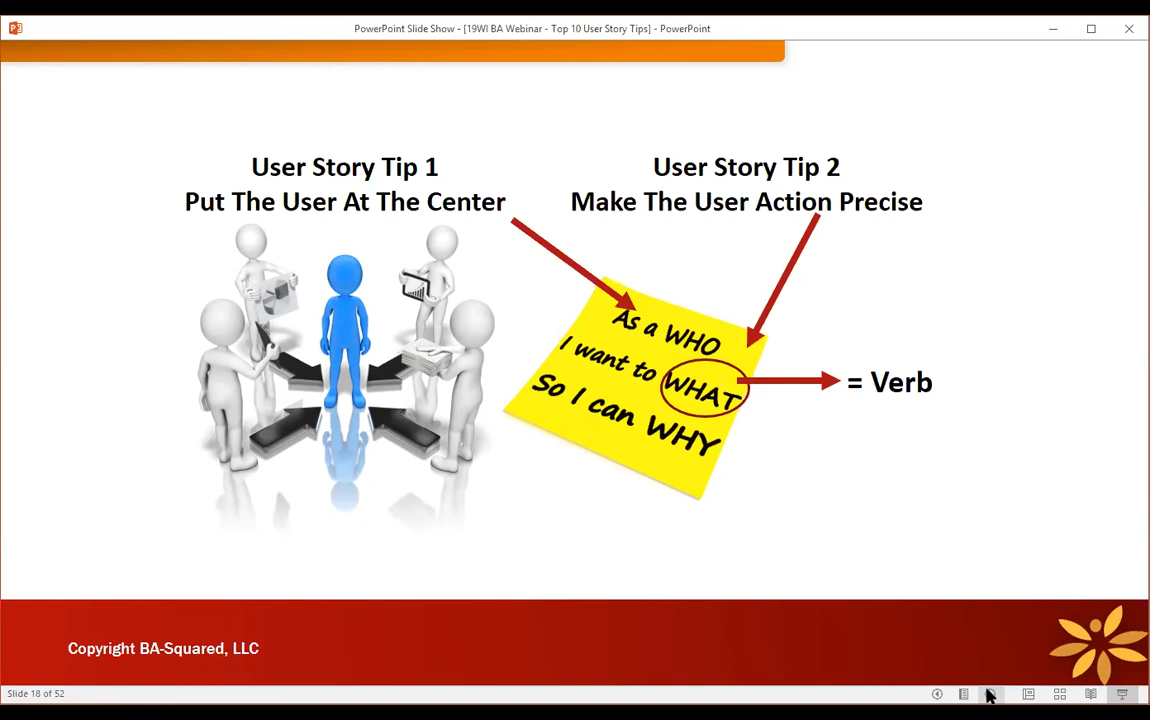 PowerPoint Slide Show - [19WI BA Webinar - Top 10 User Story Tips] - PowerPoint
User Story Tip 1
Put The User At The Center
User Story Tip 2
Make The User Action Precise
As a WHO
I want to WHAT
So I can WHY
= Verb
Copyright BA-Squared, LLC
Slide 18 of 52